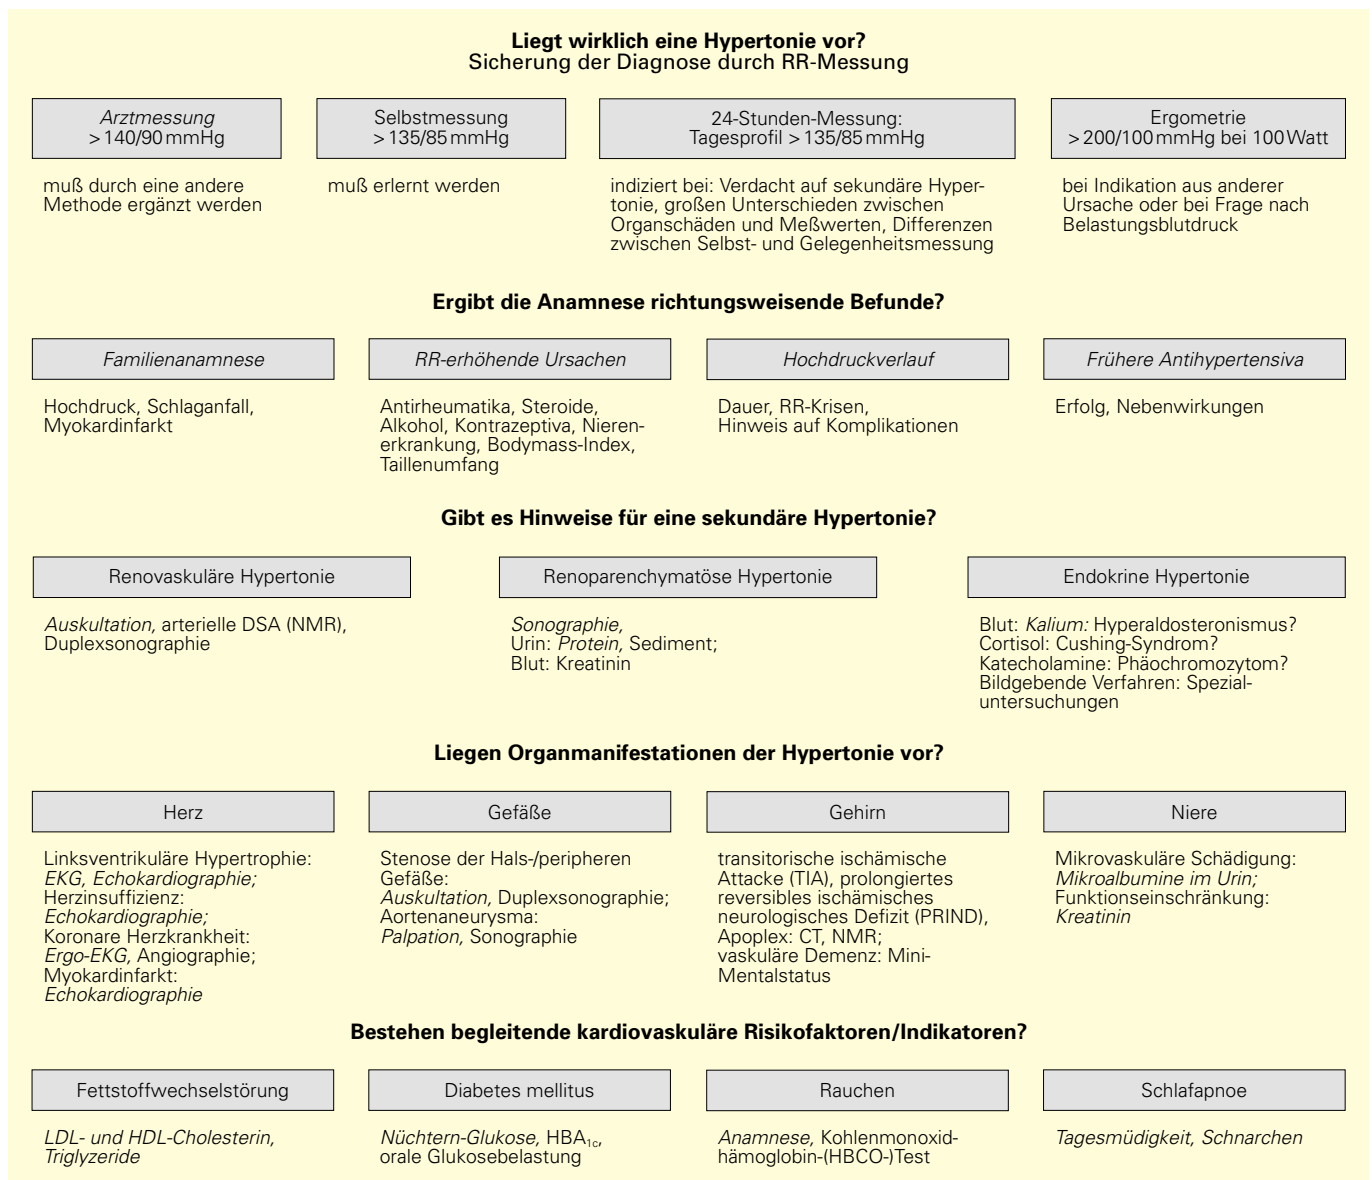 Liegt wirklich eine Hypertonie vor?
Sicherung der Diagnose durch RR-Messung
Arztmessung
> 140/90 mmHg
muß durch eine andere
Methode ergänzt werden
Selbstmessung
> 135/85 mmHg
muß erlernt werden
24-Stunden-Messung:
Tagesprofil > 135/85 mmHg
indiziert bei: Verdacht auf sekundäre Hyper-
tonie, großen Unterschieden zwischen
Organschäden und Meßwerten, Differenzen
zwischen Selbst- und Gelegenheitsmessung
Ergometrie
> 200/100 mmHg bei 100 Watt
bei Indikation aus anderer
Ursache oder bei Frage nach
Belastungsblutdruck
Ergibt die Anamnese richtungsweisende Befunde?
Familienanamnese
Hochdruck, Schlaganfall,
Myokardinfarkt
RR-erhöhende Ursachen
Antirheumatika, Steroide,
Alkohol, Kontrazeptiva, Nieren-
erkrankung, Bodymass-Index,
Taillenumfang
Hochdruckverlauf
Dauer, RR-Krisen,
Hinweis auf Komplikationen
Frühere Antihypertensiva
Erfolg, Nebenwirkungen
Gibt es Hinweise für eine sekundäre Hypertonie?
Renovaskuläre Hypertonie
Auskultation, arterielle DSA (NMR),
Duplexsonographie
Renoparenchymatöse Hypertonie
Sonographie,
Urin: Protein, Sediment;
Blut: Kreatinin
Endokrine Hypertonie
Blut: Kalium: Hyperaldosteronismus?
Cortisol: Cushing-Syndrom?
Katecholamine: Phäochromozytom?
Bildgebende Verfahren: Spezial-
untersuchungen
Liegen Organmanifestationen der Hypertonie vor?
Herz
Linksventrikuläre Hypertrophie:
EKG, Echokardiographie;
Herzinsuffizienz:
Echokardiographie;
Koronare Herzkrankheit:
Ergo-EKG, Angiographie;
Myokardinfarkt:
Echokardiographie
Gefäße
Stenose der Hals-/peripheren
Gefäße:
Auskultation, Duplexsonographie;
Aortenaneurysma:
Palpation, Sonographie
Gehirn
transitorische ischämische
Attacke (TIA), prolongiertes
reversibles ischämisches
neurologisches Defizit (PRIND),
Apoplex: CT, NMR;
vaskuläre Demenz: Mini-
Mentalstatus
Niere
Mikrovaskuläre Schädigung:
Mikroalbumine im Urin;
Funktionseinschränkung:
Kreatinin
Bestehen begleitende kardiovaskuläre Risikofaktoren/Indikatoren?
Fettstoffwechselstörung
LDL- und HDL-Cholesterin,
Triglyzeride
Diabetes mellitus
Nüchtern-Glukose, HBA1c,
orale Glukosebelastung
Rauchen
Anamnese, Kohlenmonoxid-
hämoglobin-(HBCO-)Test
Schlafapnoe
Tagesmüdigkeit, Schnarchen